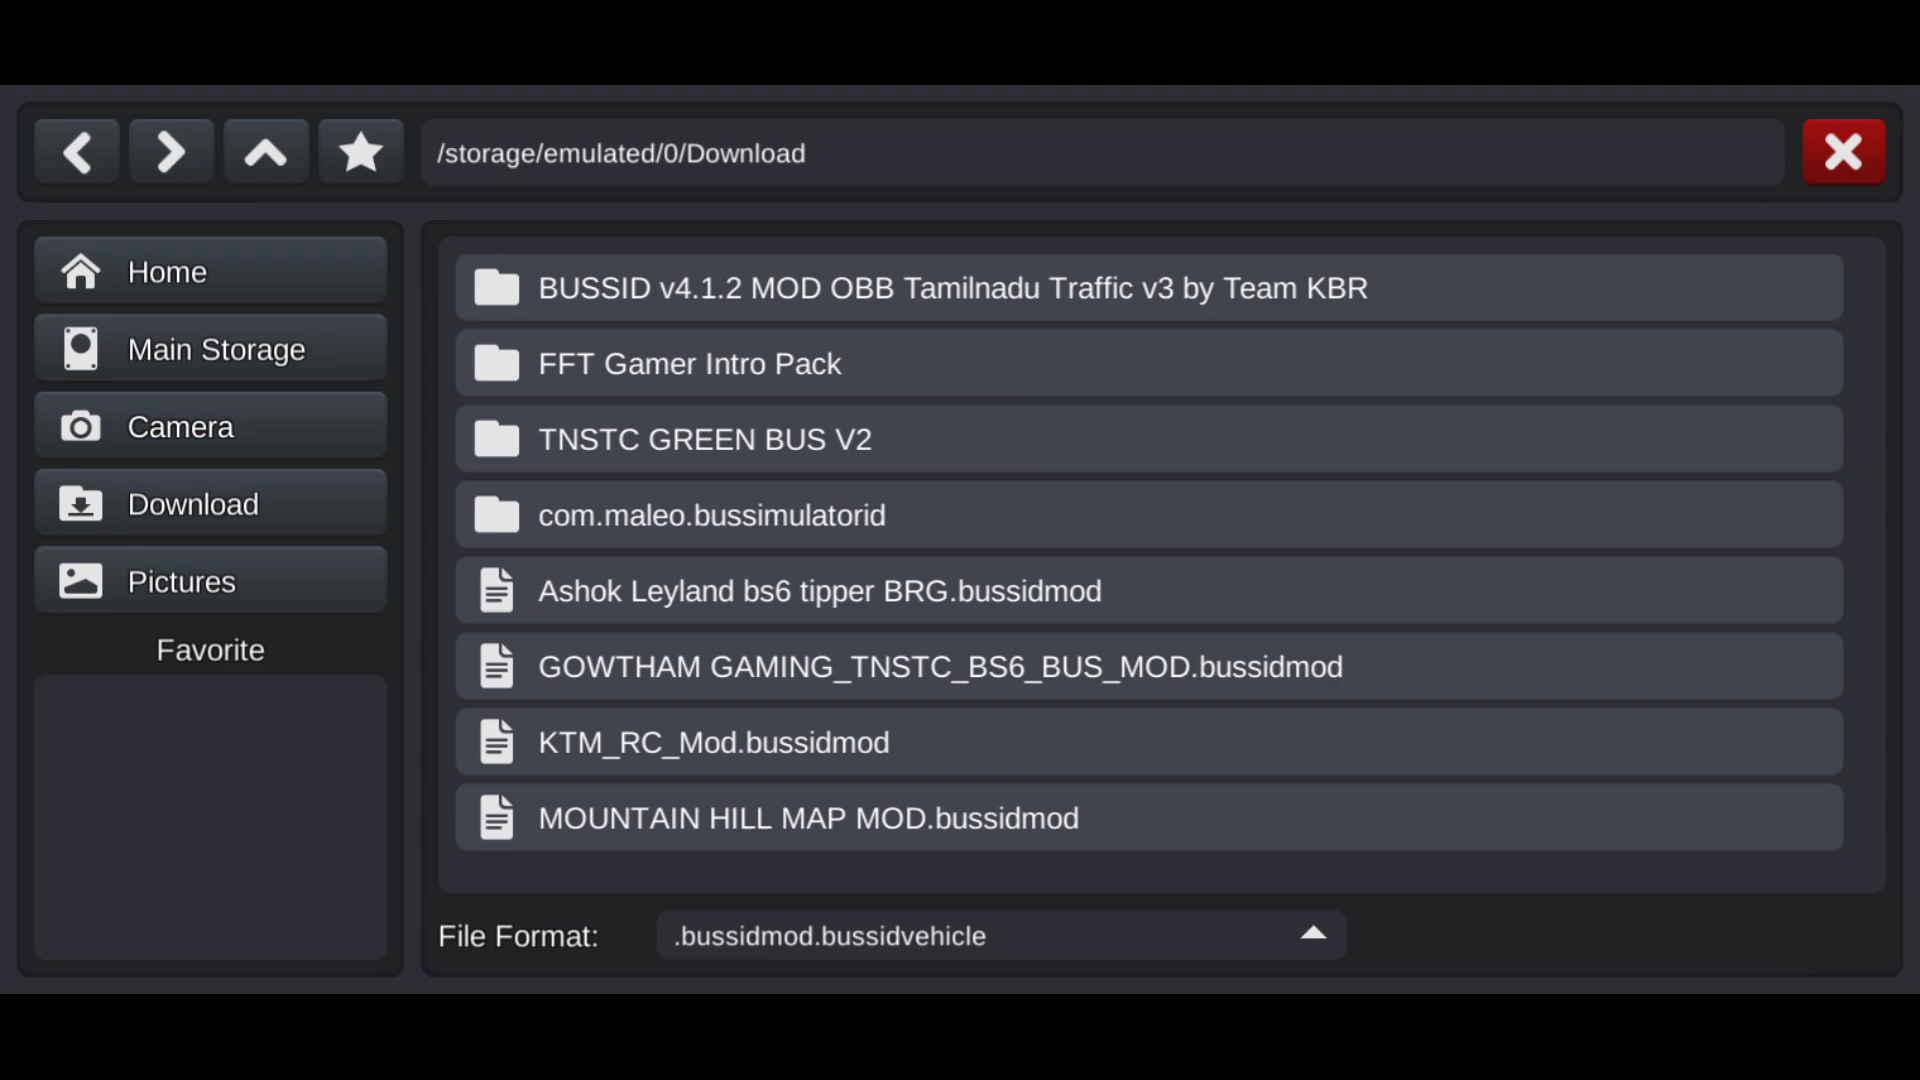 /storage/emulated/0/Download
Home
Main Storage
Camera
Download
Pictures
Favorite
BUSSID v4.1.2 MOD OBB Tamilnadu Traffic v3 by Team KBR
FFT Gamer Intro Pack
TNSTC GREEN BUS V2
com.maleo.bussimulatorid
Ashok Leyland bs6 tipper BRG.bussidmod
GOWTHAM GAMING_TNSTC_BS6_BUS_MOD.bussidmod
KTM_RC_Mod.bussidmod
MOUNTAIN HILL MAP MOD.bussidmod
File Format: .bussidmod.bussidvehicle